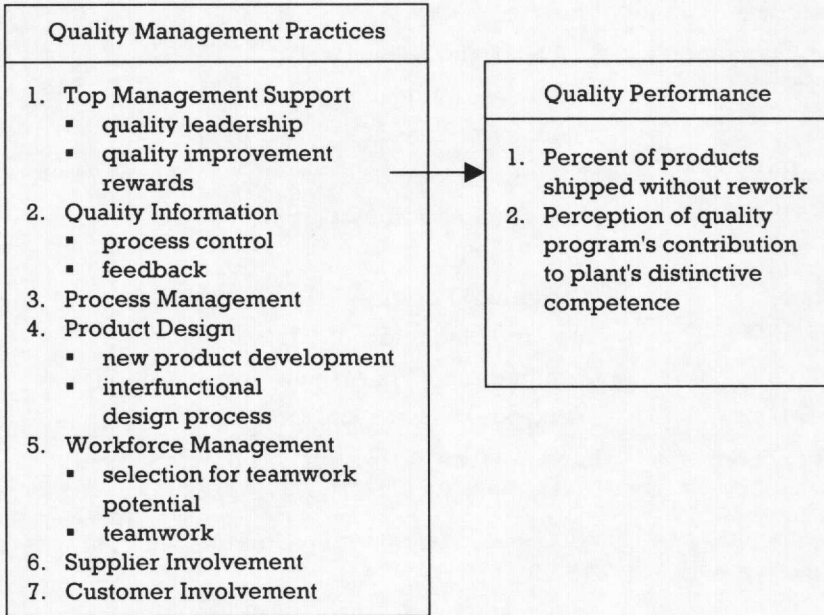 Quality Management Practices
1. Top Management Support
▪ quality leadership
▪ quality improvement
rewards
2. Quality Information
▪ process control
▪ feedback
3. Process Management
4. Product Design
▪ new product development
▪ interfunctional
design process
5. Workforce Management
▪ selection for teamwork
potential
▪ teamwork
6. Supplier Involvement
7. Customer Involvement
Quality Performance
1. Percent of products
shipped without rework
2. Perception of quality
program's contribution
to plant's distinctive
competence